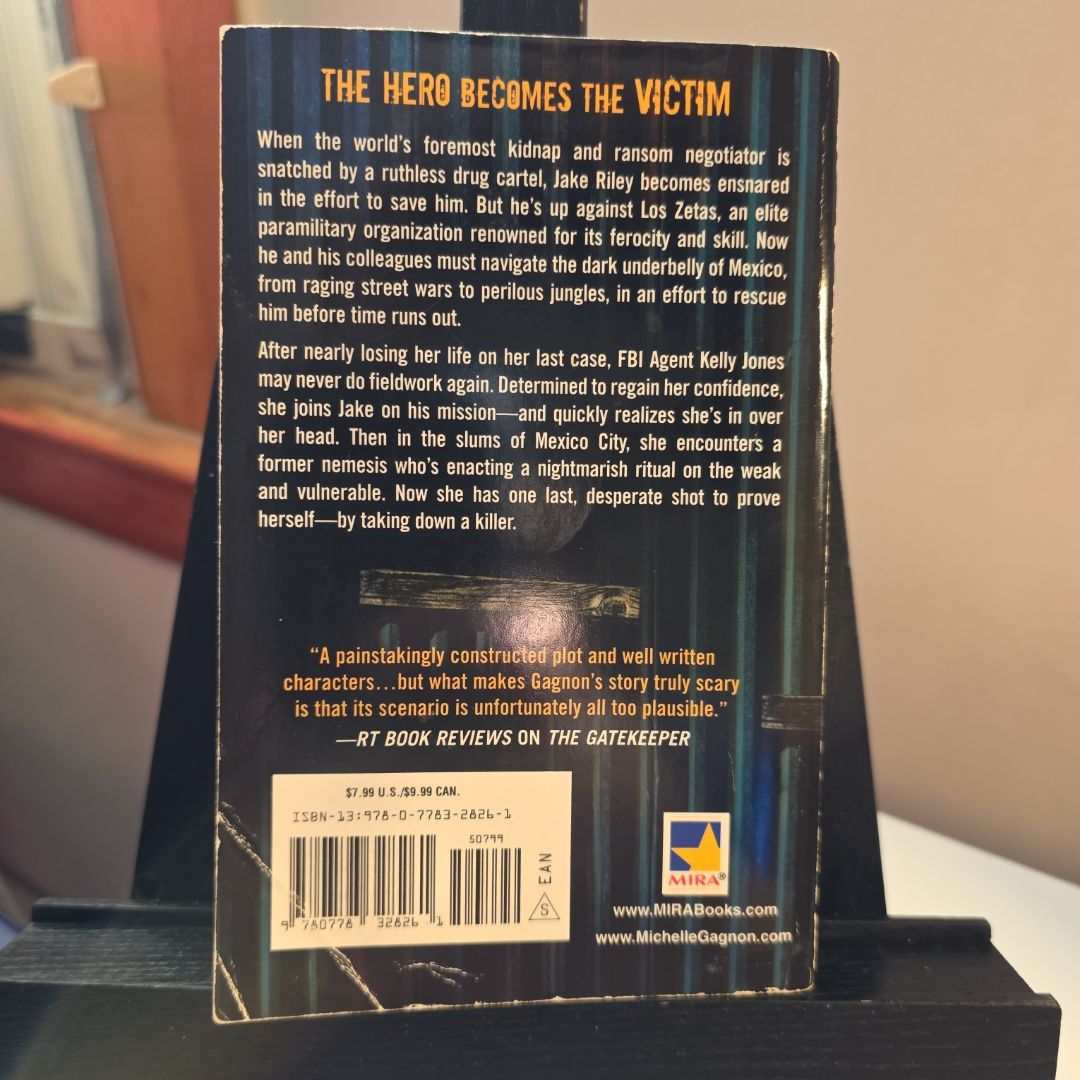 THE HERO BECOMES THE VICTIM
When the world's foremost kidnap and ransom negotiator is
snatched by a ruthless drug cartel, Jake Riley becomes ensnared
in the effort to save him. But he's up against Los Zetas, an elite
paramilitary organization renowned for its ferocity and skill. Now
he and his colleagues must navigate the dark underbelly of Mexico,
from raging street wars to perilous jungles, in an effort to rescue
him before time runs out.
After nearly losing her life on her last case, FBI Agent Kelly Jones
may never do fieldwork again. Determined to regain her confidence,
she joins Jake on his mission—and quickly realizes she's in over
her head. Then in the slums of Mexico City, she encounters a
former nemesis who's enacting a nightmarish ritual on the weak
and vulnerable. Now she has one last, desperate shot to prove
herself—by taking down a killer.
"A painstakingly constructed plot and well written
characters...but what makes Gagnon's story truly scary
is that its scenario is unfortunately all too plausible."
—RT BOOK REVIEWS ON THE GATEKEEPER
$7.99 U.S./$9.99 CAN.
ISBN-13:978-0-7783-2826-1
50799
EAN
S
9 780778 32826 1
MIRA®
www.MIRABooks.com
www.MichelleGagnon.com